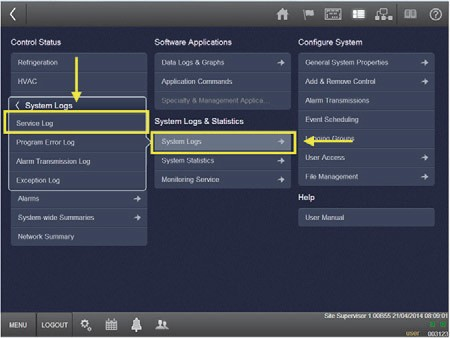 Control Status
Refrigeration
HVAC
System Logs
Service Log
Program Error Log
Alarm Transmission Log
Exception Log
Alarms
System wide Summaries
Network Summary
Software Applications
Data Logs & Graphs
Application Commands
Specialty & Management Applica...
System Logs & Statistics
System Logs
System Statistics
Monitoring Service
Configure System
General System Properties
Add & Remove Control
Alarm Transmissions
Event Scheduling
Groups
User Access
File Management
Help
User Manual
MENU LOGOUT
Site Supervisor 1.00B55 21/04/2014 08:09:01
user 003123